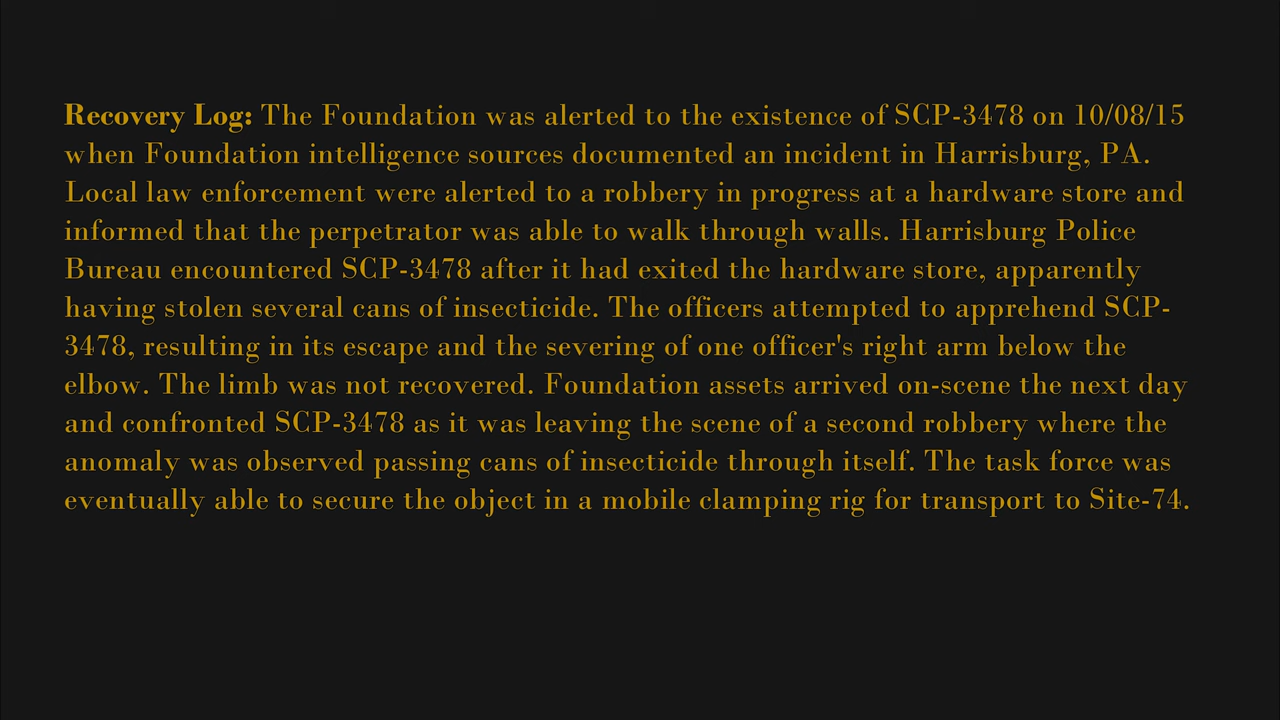 Recovery Log: The Foundation was alerted to the existence of SCP-3478 on 10/08/15
when Foundation intelligence sources documented an incident in Harrisburg, PA.
Local law enforcement were alerted to a robbery in progress at a hardware store and
informed that the perpetrator was able to walk through walls. Harrisburg Police
Bureau encountered SCP-3478 after it had exited the hardware store, apparently
having stolen several cans of insecticide. The officers attempted to apprehend SCP-
3478, resulting in its escape and the severing of one officer's right arm below the
elbow. The limb was not recovered. Foundation assets arrived on-scene the next day
and confronted SCP-3478 as it was leaving the scene of a second robbery where the
anomaly was observed passing cans of insecticide through itself. The task force was
eventually able to secure the object in a mobile clamping rig for transport to Site-74.